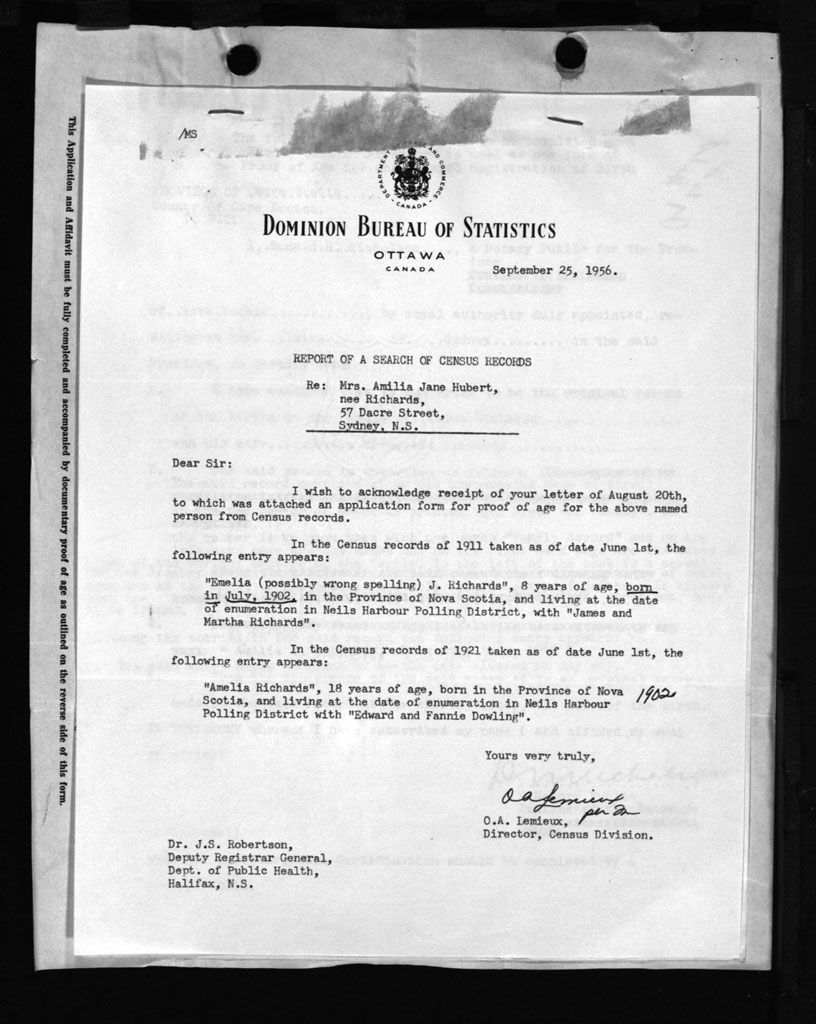 /MS
DEPARTMENT AND COMMERCE
CANADA
DOMINION BUREAU OF STATISTICS
OTTAWA
CANADA
September 25, 1956.
REPORT OF A SEARCH OF CENSUS RECORDS
Re: Mrs. Amilia Jane Hubert,
nee Richards,
57 Dacre Street,
Sydney, N.S.
Dear Sir:
I wish to acknowledge receipt of your letter of August 20th,
to which was attached an application form for proof of age for the above named
person from Census records.
In the Census records of 1911 taken as of date June 1st, the
following entry appears:
"Emelia (possibly wrong spelling) J. Richards", 8 years of age, born
in July, 1902, in the Province of Nova Scotia, and living at the date
of enumeration in Neils Harbour Polling District, with "James and
Martha Richards".
In the Census records of 1921 taken as of date June 1st, the
following entry appears:
"Amelia Richards", 18 years of age, born in the Province of Nova 1902
Scotia, and living at the date of enumeration in Neils Harbour
Polling District with "Edward and Fannie Dowling".
Yours very truly,
OA Lemieux
per
O.A. Lemieux,
Director, Census Division.
Dr. J.S. Robertson,
Deputy Registrar General,
Dept. of Public Health,
Halifax, N.S.
This Application and Affidavit must be fully completed and accompanied by documentary proof of age as outlined on the reverse side of this form.